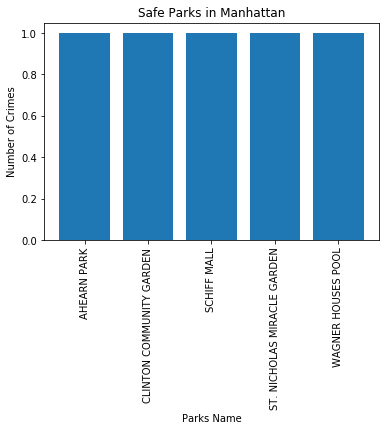 Safe Parks in Manhattan
Number of Crimes
1.0
0.8
0.6
0.4
0.2
0.0
AHEARN PARK
CLINTON COMMUNITY GARDEN
SCHIFF MALL
ST. NICHOLAS MIRACLE GARDEN
WAGNER HOUSES POOL
Parks Name